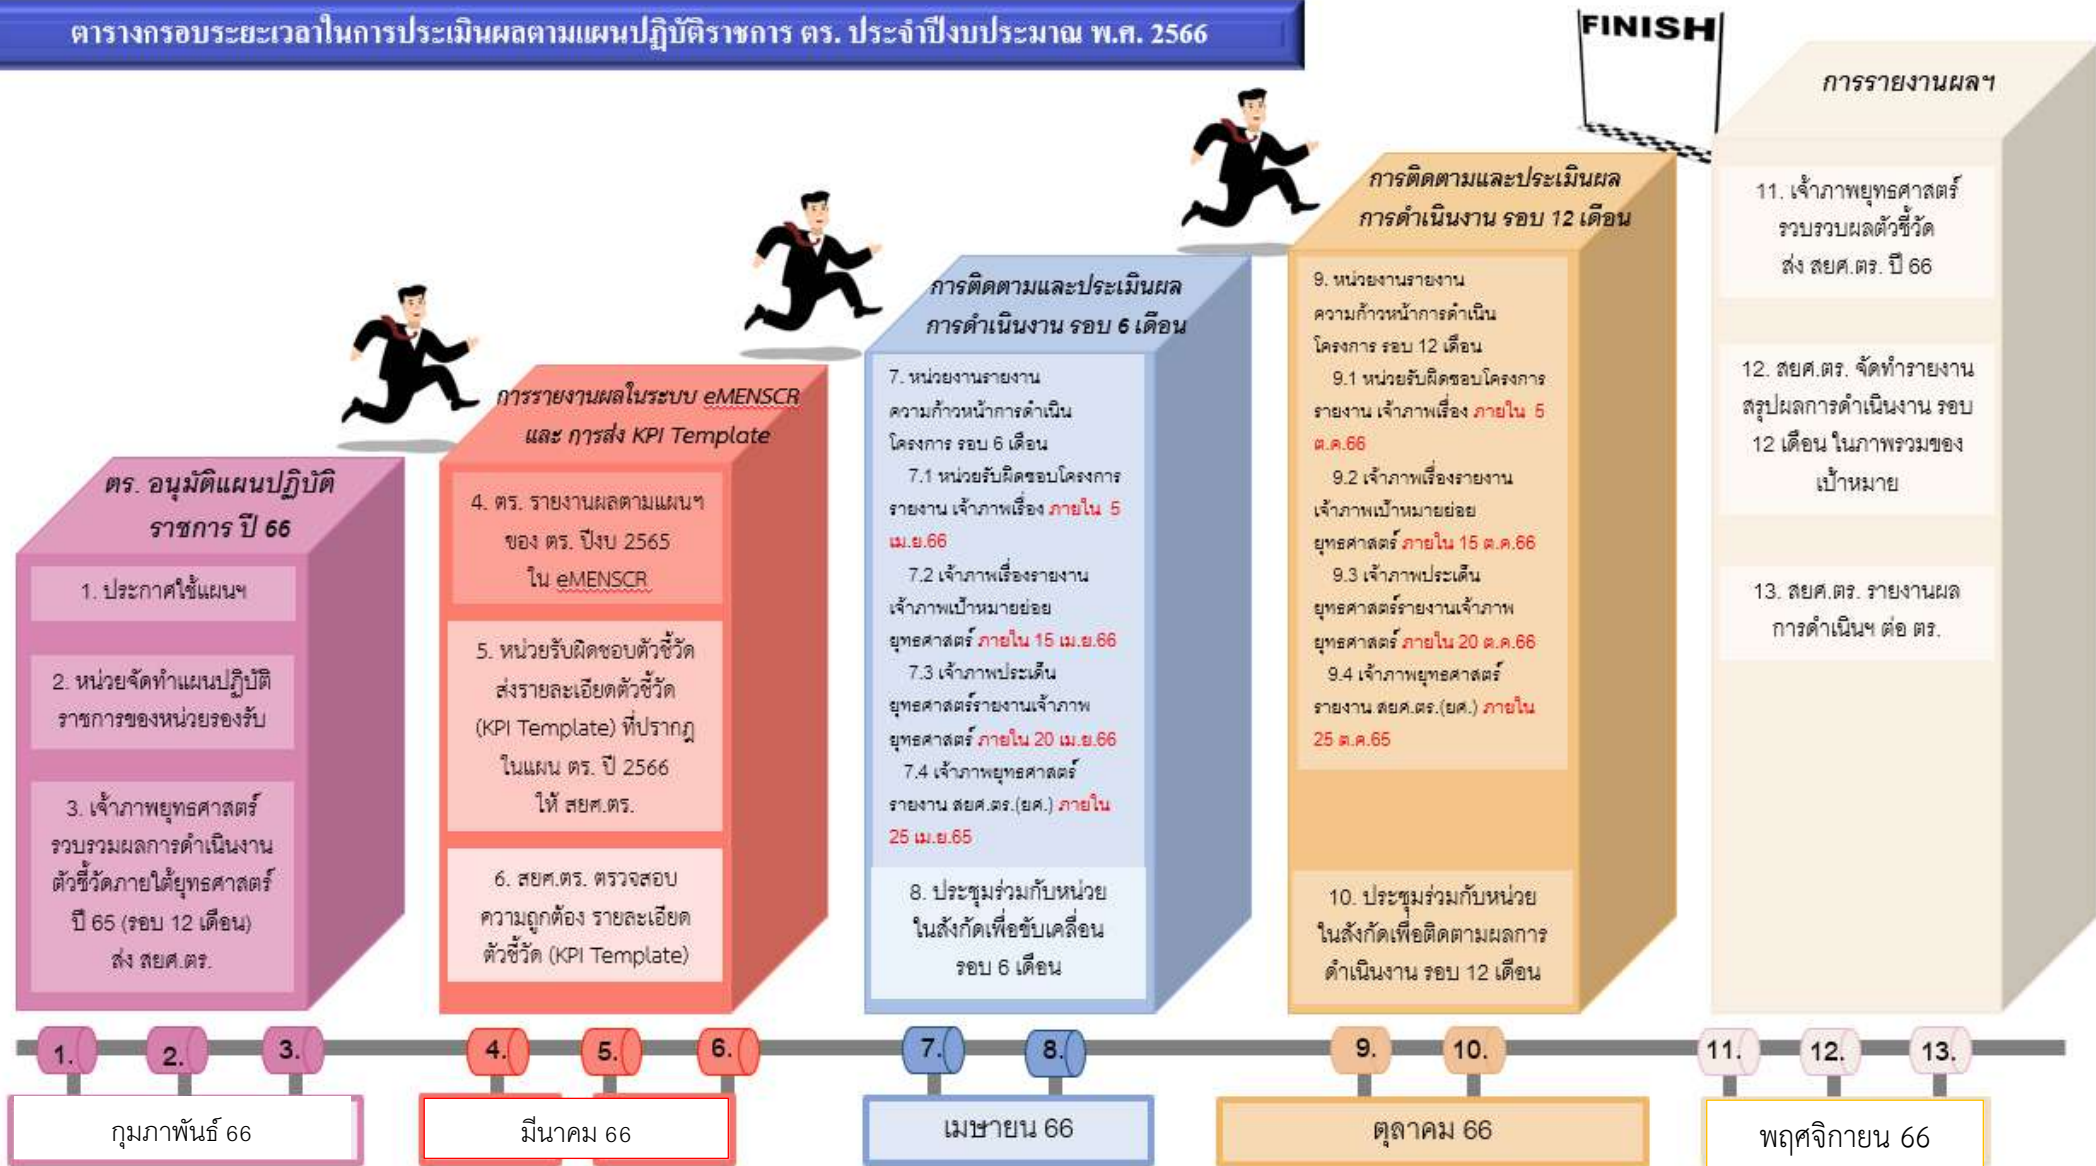 ตารางกรอบระยะเวลาในการประเมินผลตามแผนปฏิบัติราชการ ตร. ประจำปีงบประมาณ พ.ศ. 2566
FINISH
ตร. อนุมัติแผนปฏิบัติ
ราชการ ปี 66
1. ประกาศใช้แผนฯ
2. หน่วยจัดทำแผนปฏิบัติ
ราชการของหน่วยรองรับ
3. เจ้าภาพยุทธศาสตร์
รวบรวมผลการดำเนินงาน
ตัวชี้วัดภายใต้ยุทธศาสตร์
ปี 65 (รอบ 12 เดือน)
ส่ง สยศ.ตร.
การรายงานผลในระบบ eMENSCR
และ การส่ง KPI Template
4. ตร. รายงานผลตามแผนฯ
ของ ตร. ปีงบ 2565
ใน eMENSCR
5. หน่วยรับผิดชอบตัวชี้วัด
ส่งรายละเอียดตัวชี้วัด
(KPI Template) ที่ปรากฏ
ในแผน ตร. ปี 2566
ให้ สยศ.ตร.
6. สยศ.ตร. ตรวจสอบ
ความถูกต้อง รายละเอียด
ตัวชี้วัด (KPI Template)
การติดตามและประเมินผล
การดำเนินงาน รอบ 6 เดือน
7. หน่วยงานรายงาน
ความก้าวหน้าการดำเนิน
โครงการ รอบ 6 เดือน
7.1 หน่วยรับผิดชอบโครงการ
รายงาน เจ้าภาพเรื่อง ภายใน 5
เม.ย.66
7.2 เจ้าภาพเรื่องรายงาน
เจ้าภาพเป้าหมายย่อย
ยุทธศาสตร์ ภายใน 15 เม.ย.66
7.3 เจ้าภาพประเด็น
ยุทธศาสตร์รายงานเจ้าภาพ
ยุทธศาสตร์ ภายใน 20 เม.ย.66
7.4 เจ้าภาพยุทธศาสตร์
รายงาน สยศ.ตร.(ยศ.) ภายใน
25 เม.ย.65
8. ประชุมร่วมกับหน่วย
ในสังกัดเพื่อขับเคลื่อน
รอบ 6 เดือน
การติดตามและประเมินผล
การดำเนินงาน รอบ 12 เดือน
9. หน่วยงานรายงาน
ความก้าวหน้าการดำเนิน
โครงการ รอบ 12 เดือน
9.1 หน่วยรับผิดชอบโครงการ
รายงาน เจ้าภาพเรื่อง ภายใน 5
ต.ค.66
9.2 เจ้าภาพเรื่องรายงาน
เจ้าภาพเป้าหมายย่อย
ยุทธศาสตร์ ภายใน 15 ต.ค.66
9.3 เจ้าภาพประเด็น
ยุทธศาสตร์รายงานเจ้าภาพ
ยุทธศาสตร์ ภายใน 20 ต.ค.66
9.4 เจ้าภาพยุทธศาสตร์
รายงาน สยศ.ตร.(ยศ.) ภายใน
25 ต.ค.65
10. ประชุมร่วมกับหน่วย
ในสังกัดเพื่อติดตามผลการ
ดำเนินงาน รอบ 12 เดือน
การรายงานผลฯ
11. เจ้าภาพยุทธศาสตร์
รวบรวบผลตัวชี้วัด
ส่ง สยศ.ตร. ปี 66
12. สยศ.ตร. จัดทำรายงาน
สรุปผลการดำเนินงาน รอบ
12 เดือน ในภาพรวมของ
เป้าหมาย
13. สยศ.ตร. รายงานผล
การดำเนินฯ ต่อ ตร.
1. 2. 3. 4. 5. 6. 7. 8. 9. 10. 11. 12. 13.
กุมภาพันธ์ 66
มีนาคม 66
เมษายน 66
ตุลาคม 66
พฤศจิกายน 66